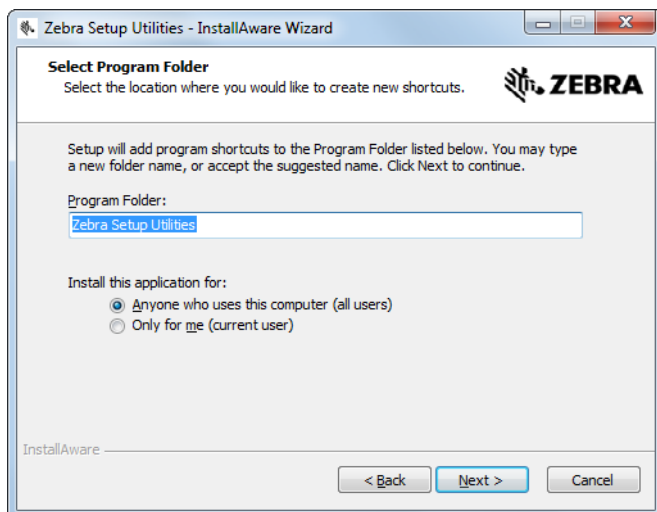 Zebra Setup Utilities - InstallAware Wizard
Select Program Folder
Select the location where you would like to create new shortcuts.
ZEBRA
Setup will add program shortcuts to the Program Folder listed below. You may type
a new folder name, or accept the suggested name. Click Next to continue.
Program Folder:
Zebra Setup Utilities
Install this application for:
Anyone who uses this computer (all users)
Only for me (current user)
InstallAware
< Back
Next >
Cancel